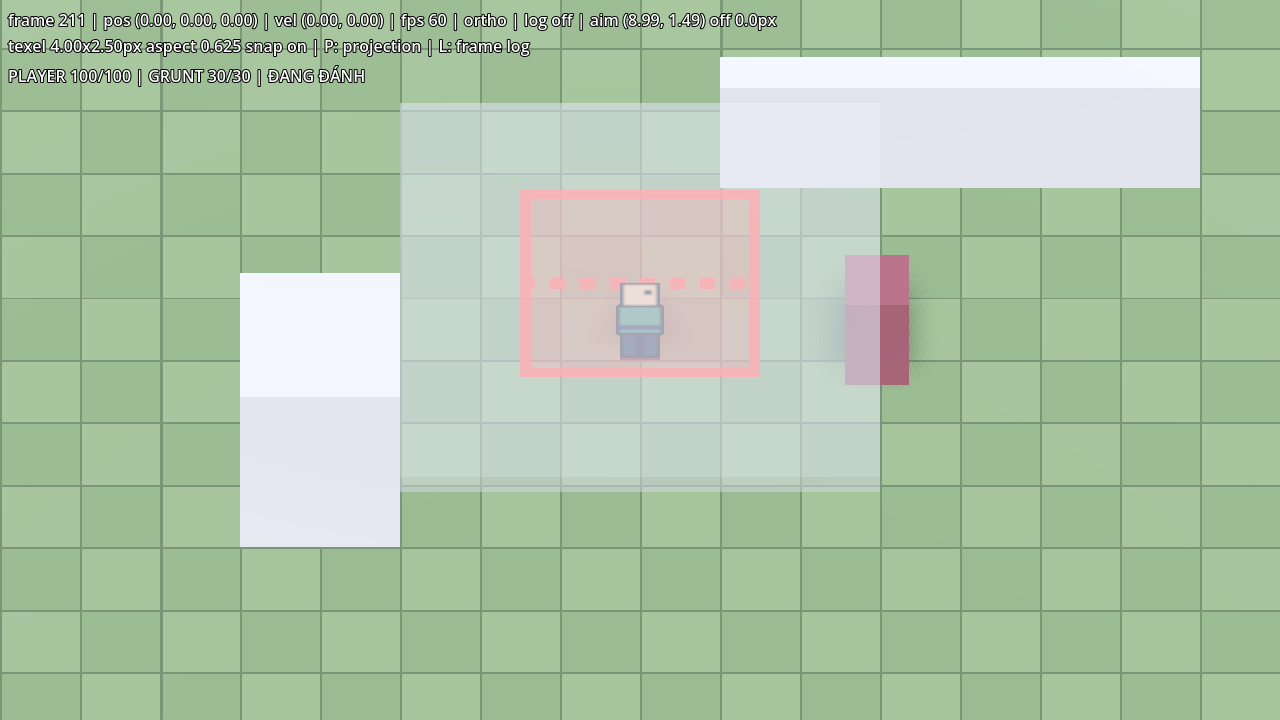 frame 211 | pos (0.00, 0.00, 0.00) | vel (0.00, 0.00) | fps 60 | ortho | log off | aim (8.99, 1.49) off 0.0px
texel 4.00x2.50px aspect 0.625 snap on | P: projection | L: frame log
PLAYER 100/100 | GRUNT 30/30 | ĐANG ĐÁNH